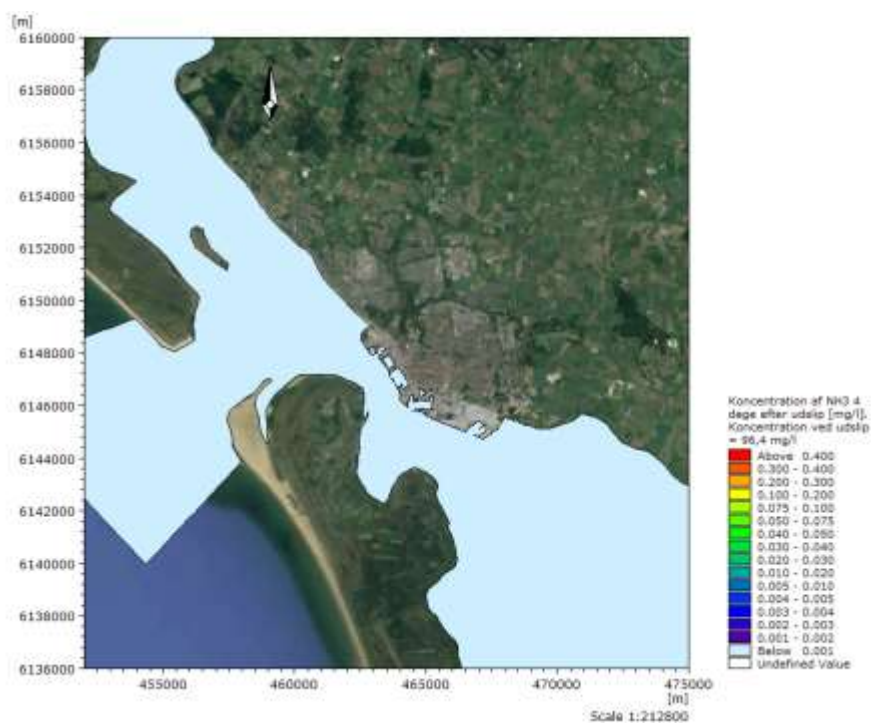 [m]
6160000
6158000
6156000
6154000
6152000
6150000
6148000
6146000
6144000
6142000
6140000
6138000
6136000
455000
460000
465000
470000
475000
[m]
Scale 1:212800
Koncentration af NH3 4
dage efter udslip [mg/l].
Koncentration ved udslip
= 96,4 mg/l
Above 0.400
0.300 - 0.400
0.200 - 0.300
0.100 - 0.200
0.075 - 0.100
0.050 - 0.075
0.040 - 0.050
0.030 - 0.040
0.020 - 0.030
0.010 - 0.020
0.005 - 0.010
0.004 - 0.005
0.003 - 0.004
0.002 - 0.003
0.001 - 0.002
Below 0.001
Undefined Value